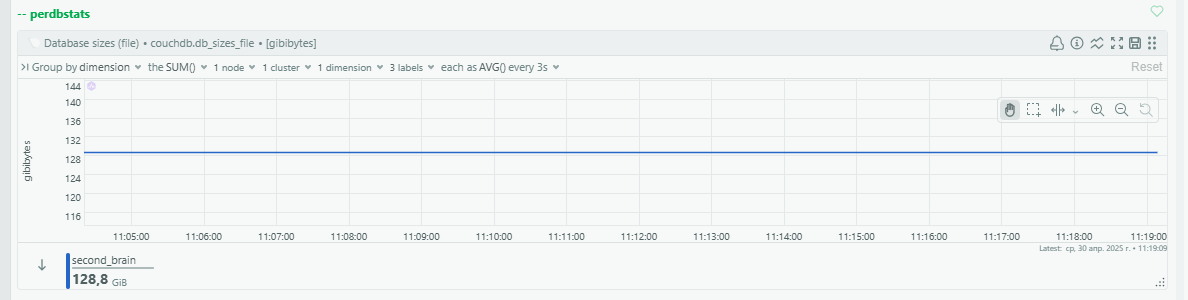 -- perdbstats
Database sizes (file) • couchdb.db_sizes_file • [gibibytes]
Group by dimension the SUM() 1 node 1 cluster 1 dimension 3 labels each as AVG() every 3s Reset
gibibytes
144
140
136
132
128
124
120
116
11:05:00 11:06:00 11:07:00 11:08:00 11:09:00 11:10:00 11:11:00 11:12:00 11:13:00 11:14:00 11:15:00 11:16:00 11:17:00 11:18:00 11:19:00
Latest: ср, 30 апр. 2025 г. • 11:19:09
second_brain
128,8 GiB